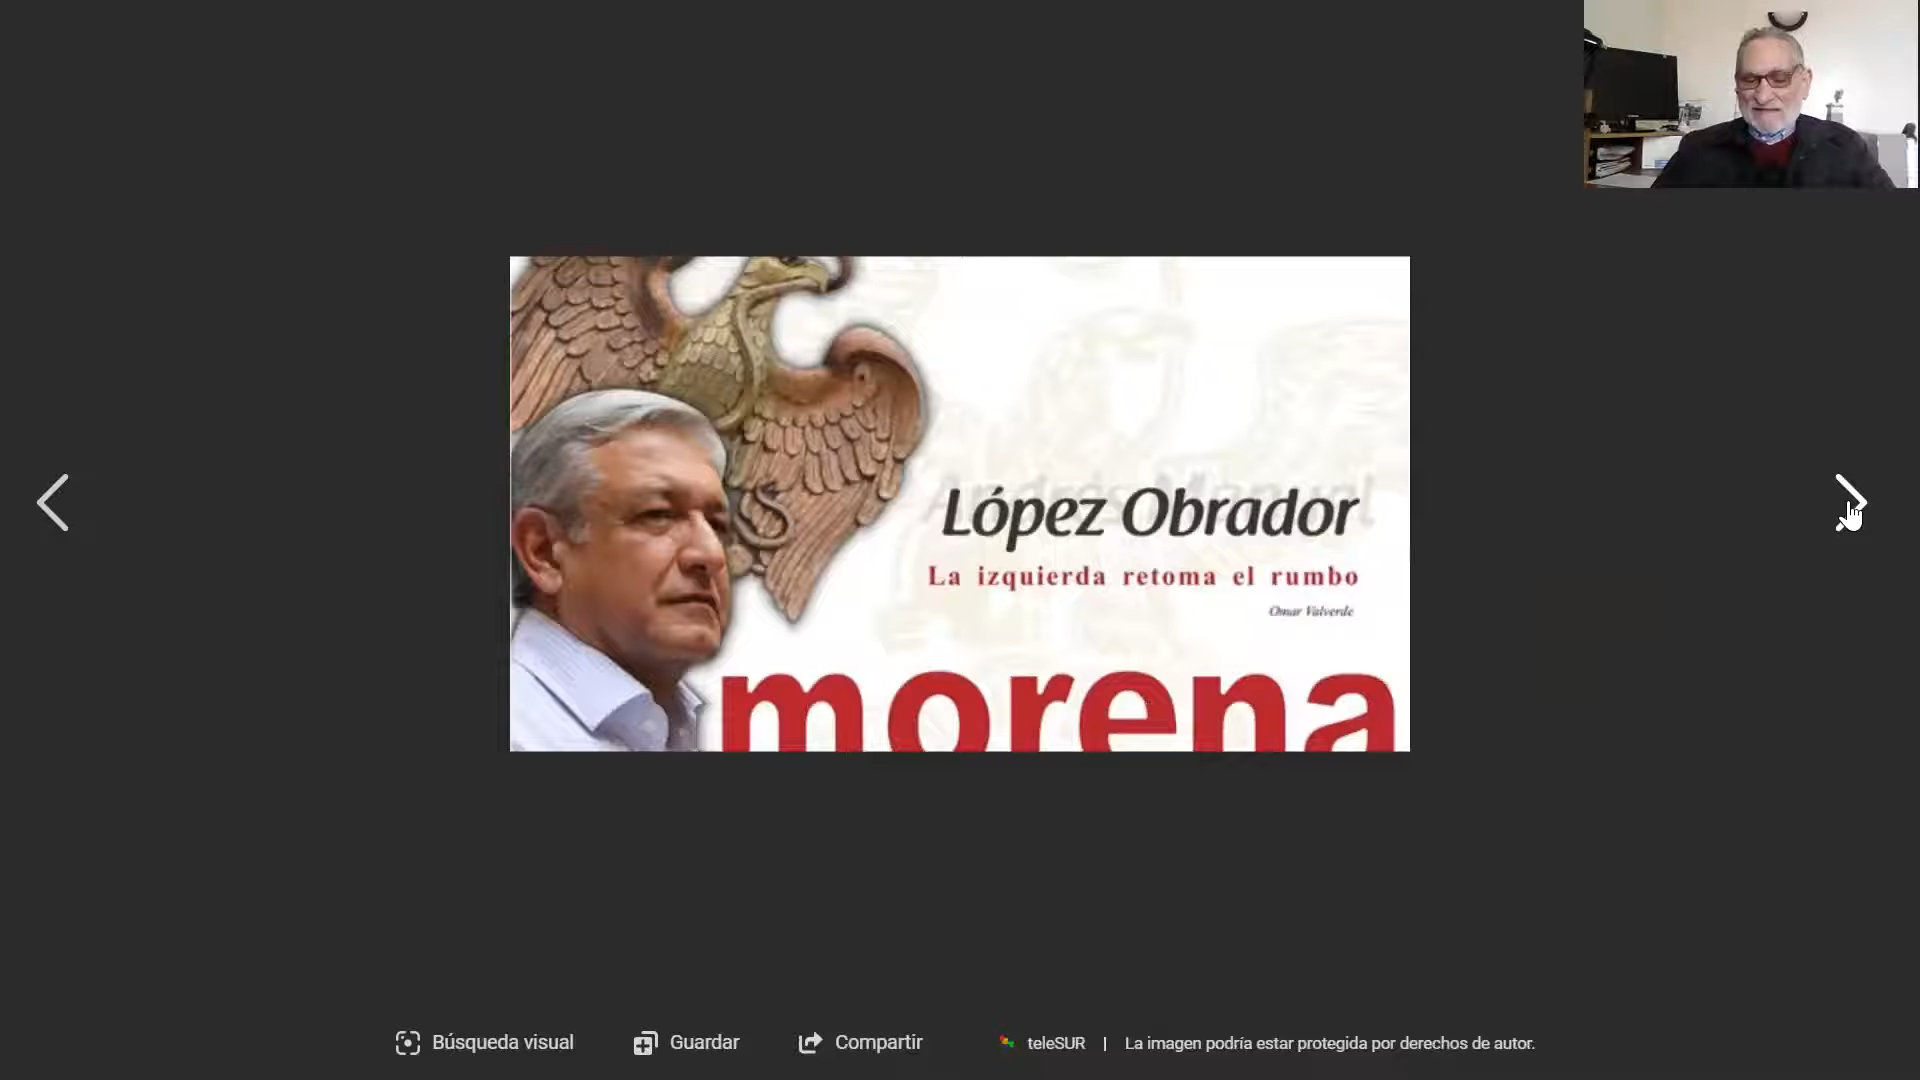 López Obrador
La izquierda retoma el rumbo
Omar Valverde
morena
Búsqueda visual
Guardar
Compartir
teleSUR | La imagen podría estar protegida por derechos de autor.